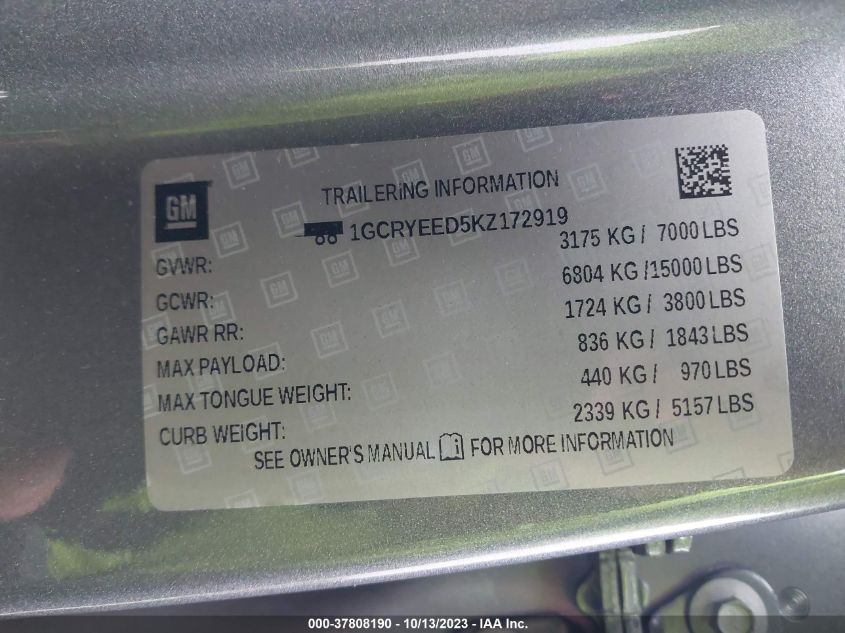 GM
TRAILERING INFORMATION
1GCRYEED5KZ172919
GVWR: 3175 KG / 7000 LBS
GCWR: 6804 KG /15000 LBS
GAWR RR: 1724 KG / 3800 LBS
MAX PAYLOAD: 836 KG / 1843 LBS
MAX TONGUE WEIGHT: 440 KG / 970 LBS
CURB WEIGHT: 2339 KG / 5157 LBS
SEE OWNER'S MANUAL FOR MORE INFORMATION
000-37808190 - 10/13/2023 - IAA Inc.